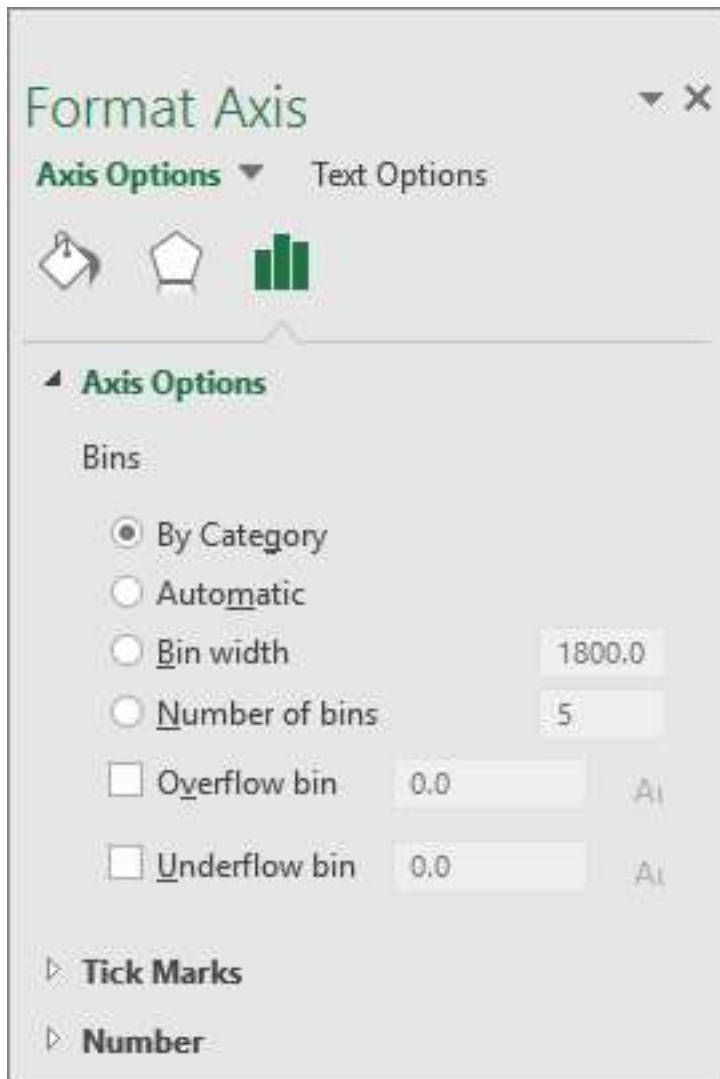 Format Axis
Axis Options Text Options
Axis Options
Bins
By Category
Automatic
Bin width 1800.0
Number of bins 5
Overflow bin 0.0
Underflow bin 0.0
Tick Marks
Number